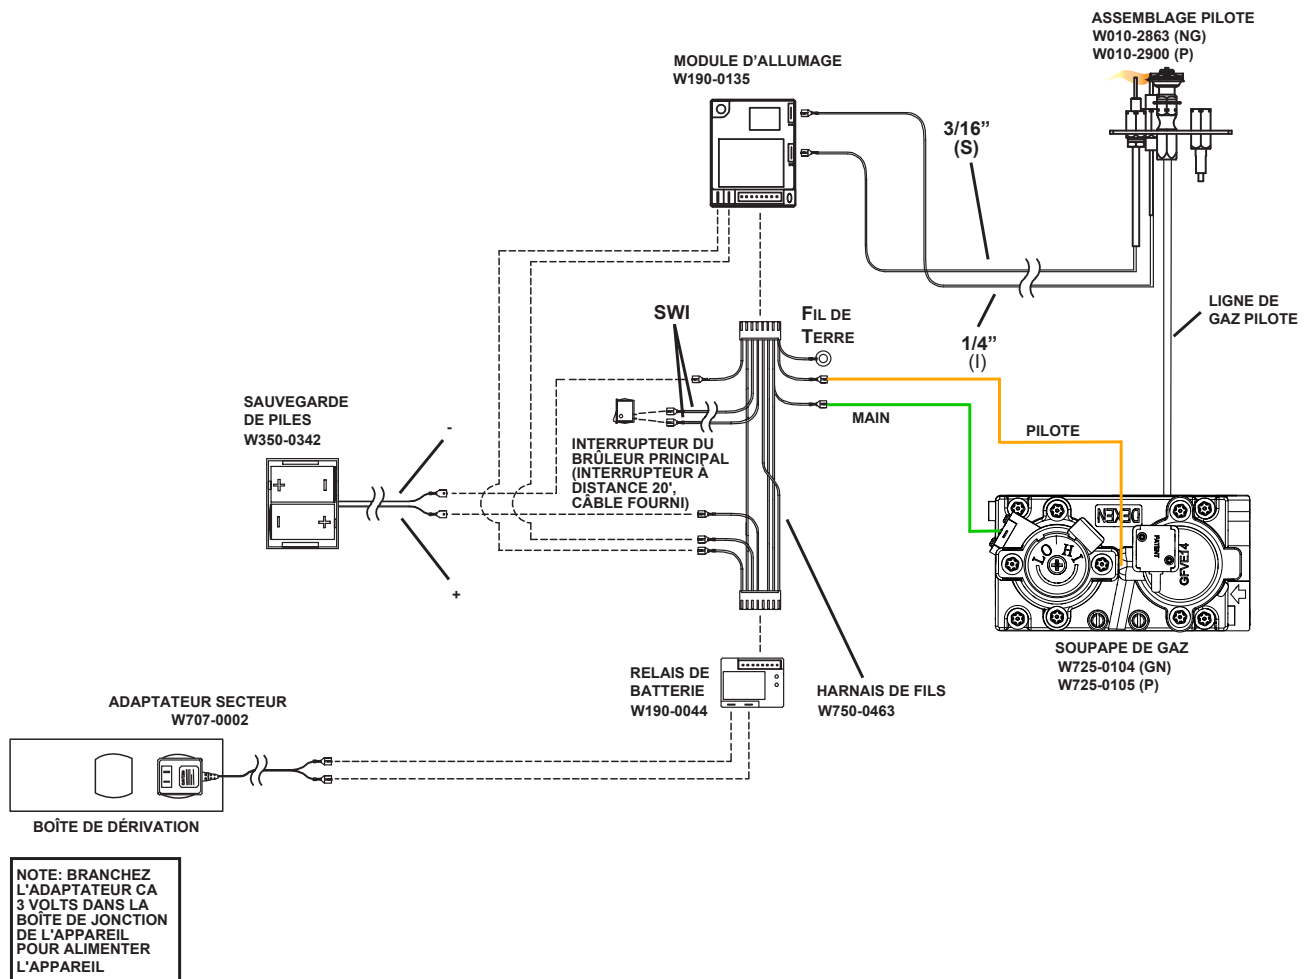 ASSEMBLAGE PILOTE
W010-2863 (NG)
W010-2900 (P)
MODULE D'ALLUMAGE
W190-0135
3/16”
(S)
LIGNE DE
GAZ PILOTE
SWI
FIL DE
TERRE
1/4”
(I)
SAUVEGARDE
DE PILES
W350-0342
-
+
MAIN
PILOTE
INTERRUPTEUR DU
BRÛLEUR PRINCIPAL
(INTERRUPTEUR À
DISTANCE 20',
CÂBLE FOURNI)
+ -
- +
DEXEN
LO HI
PATENT
GFVE14
SOUPAPE DE GAZ
W725-0104 (GN)
W725-0105 (P)
RELAIS DE
BATTERIE
W190-0044
HARNAIS DE FILS
W750-0463
ADAPTATEUR SECTEUR
W707-0002
BOÎTE DE DÉRIVATION
NOTE: BRANCHEZ
L'ADAPTATEUR CA
3 VOLTS DANS LA
BOÎTE DE JONCTION
DE L'APPAREIL
POUR ALIMENTER
L'APPAREIL